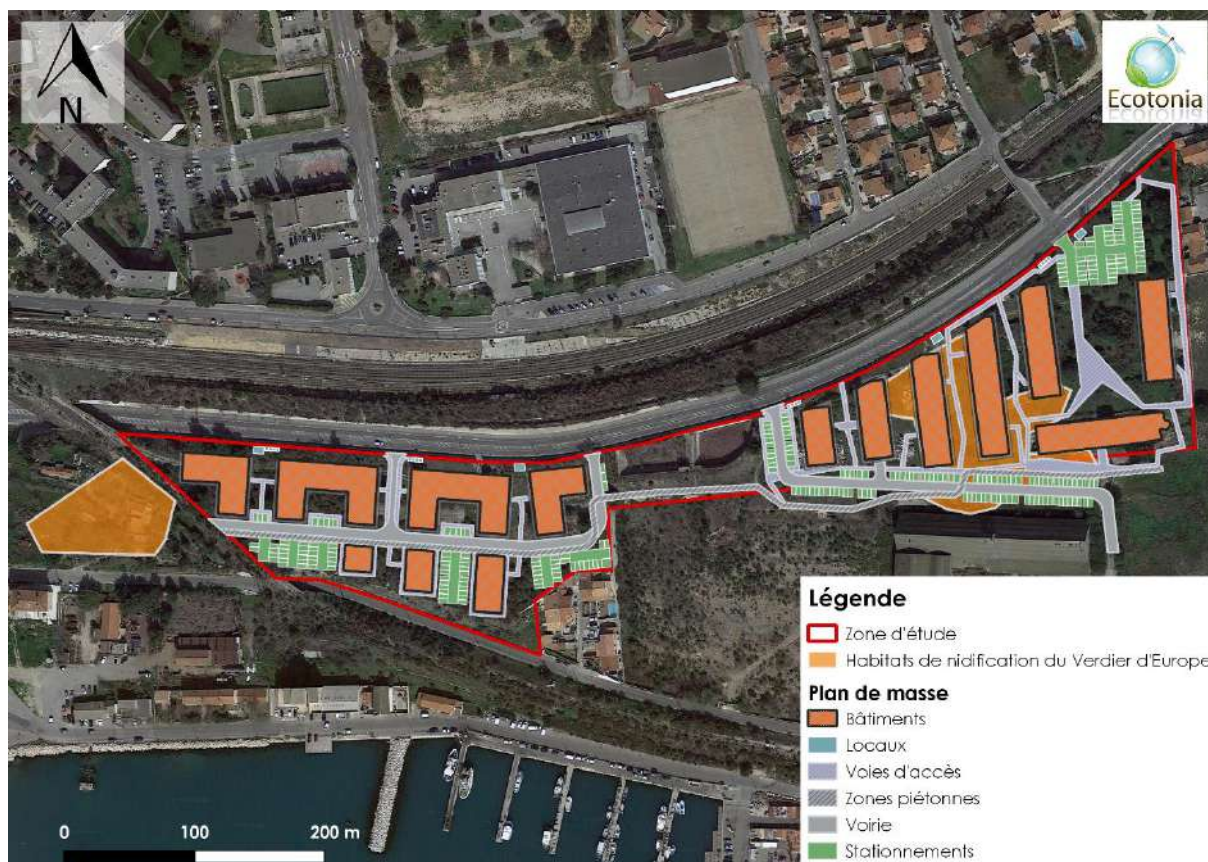 N
Ecotonia
Légende
Zone d'étude
Habitats de nidification du Verdier d'Europe
Plan de masse
Bâtiments
Locaux
Voies d'accès
Zones piétonnes
Voirie
Stationnements
0 100 200 m